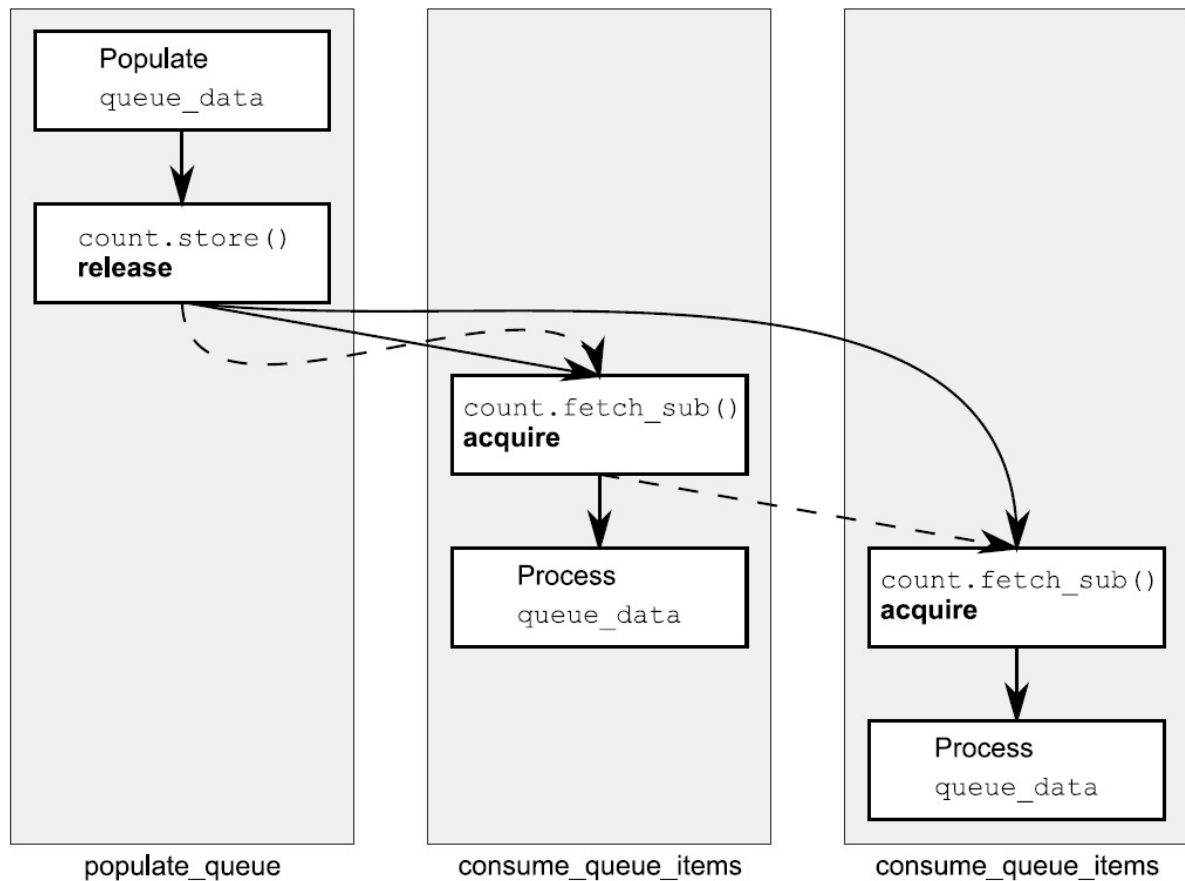 Populate
queue_data
count.store()
release
count.fetch_sub()
acquire
Process
queue_data
count.fetch_sub()
acquire
Process
queue_data
populate_queue
consume_queue_items
consume_queue_items